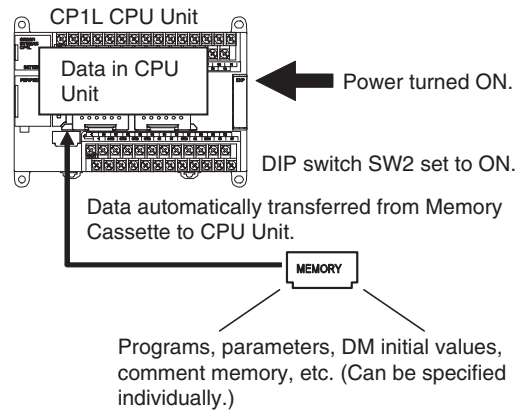 CP1L CPU Unit
Data in CPU
Unit
Power turned ON.
DIP switch SW2 set to ON.
Data automatically transferred from Memory
Cassette to CPU Unit.
MEMORY
Programs, parameters, DM initial values,
comment memory, etc. (Can be specified
individually.)